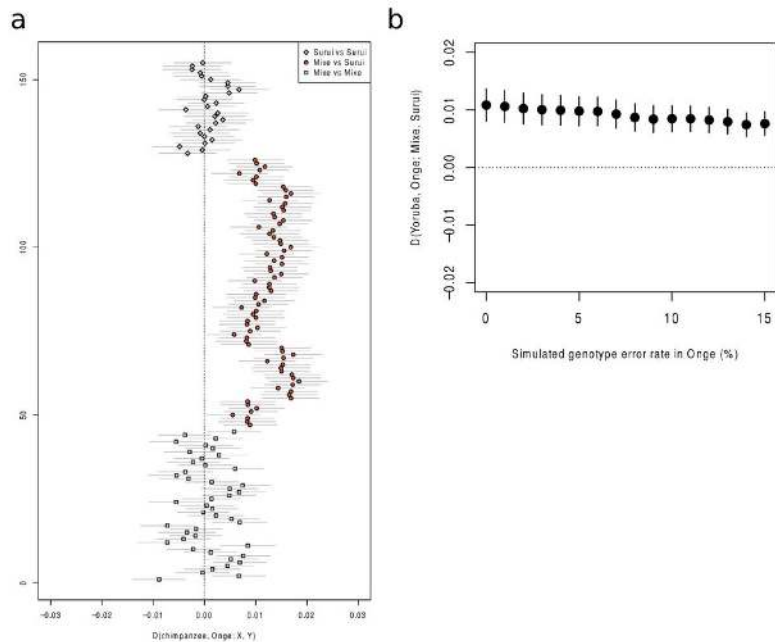 a
Surui vs Surui
Mixe vs Surui
Mixe vs Mixe
150
100
50
0
−0.03 −0.02 −0.01 0.00 0.01 0.02 0.03
D(chimpanzee, Onge; X, Y)
b
D(Yoruba, Onge; Mixe, Surui)
0.02
0.01
0.00
−0.01
−0.02
0 5 10 15
Simulated genotype error rate in Onge (%)